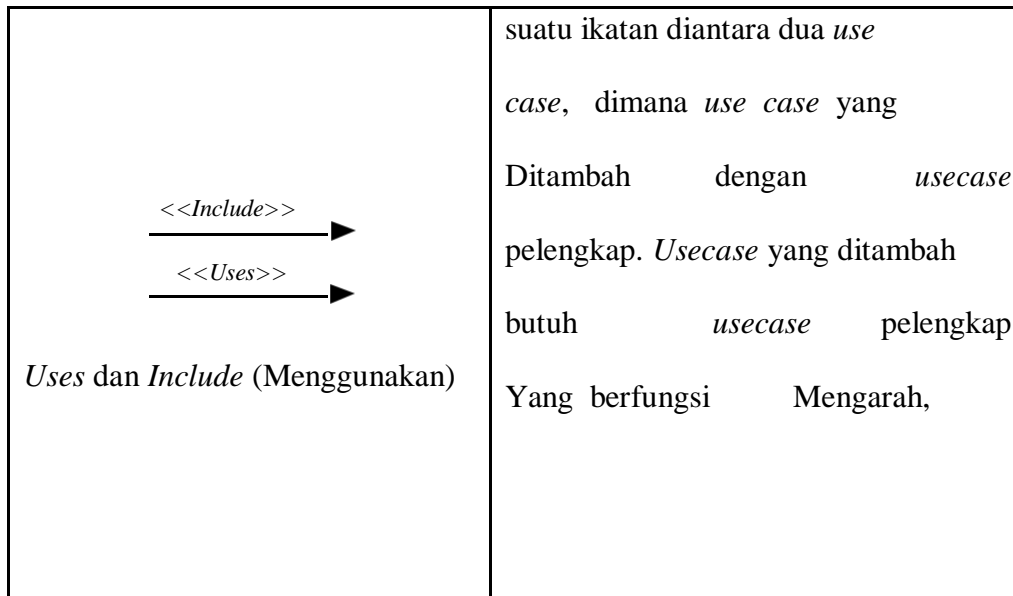 <<Include>>
<<Uses>>
Uses dan Include (Menggunakan)
suatu ikatan diantara dua use
case, dimana use case yang
Ditambah dengan usecase
pelengkap. Usecase yang ditambah
butuh usecase pelengkap
Yang berfungsi Mengarah,